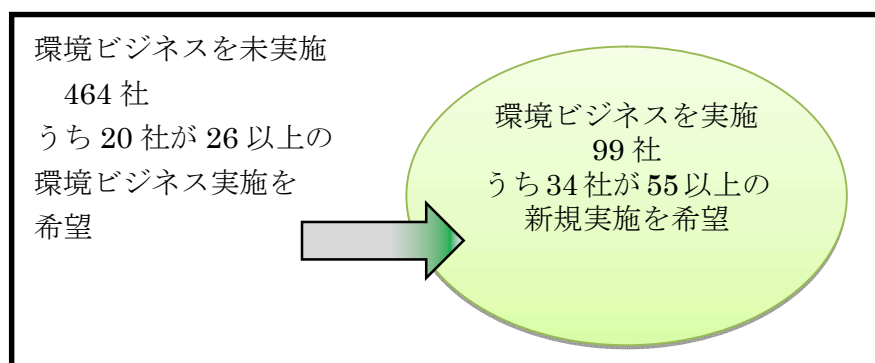 環境ビジネスを未実施
464 社
うち 20 社が 26 以上の
環境ビジネス実施を
希望
環境ビジネスを実施
99 社
うち 34 社が 55 以上の
新規実施を希望